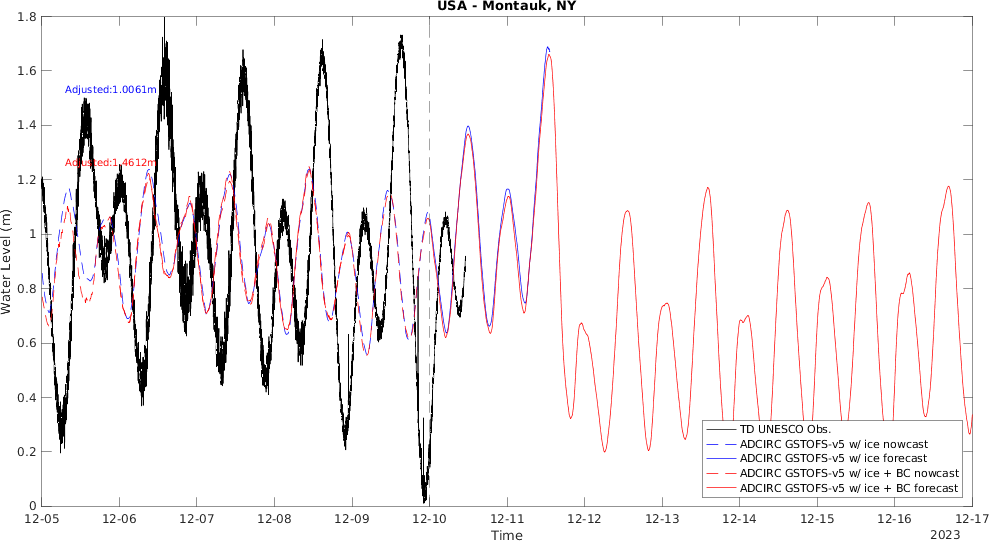 USA - Montauk, NY
1.8
1.6
1.4
1.2
1
0.8
0.6
0.4
0.2
0
Water Level (m)
Adjusted:1.0061m
Adjusted:1.4612m
TD UNESCO Obs.
ADCIRC GSTOFS-v5 w/ ice nowcast
ADCIRC GSTOFS-v5 w/ ice forecast
ADCIRC GSTOFS-v5 w/ ice + BC nowcast
ADCIRC GSTOFS-v5 w/ ice + BC forecast
12-05 12-06 12-07 12-08 12-09 12-10 12-11 12-12 12-13 12-14 12-15 12-16 12-17
Time
2023